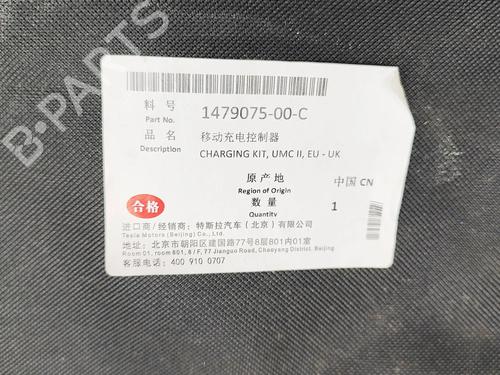 B-PARTS
料号 1479075-00-C
Part No.
品名 移动充电控制器
Description CHARGING KIT, UMC II, EU - UK
原产地 中国 CN
Region of Origin
数量 1
Quantity
合格
进口商/经销商: 特斯拉汽车（北京）有限公司
Tesla Motors (Beijing) Co., Ltd.
地址: 北京市朝阳区建国路77号8层801内01室
Room 01, room 801, 8/F, 77 Jianguo Road, Chaoyang District, Beijing
客服电话: 400 910 0707